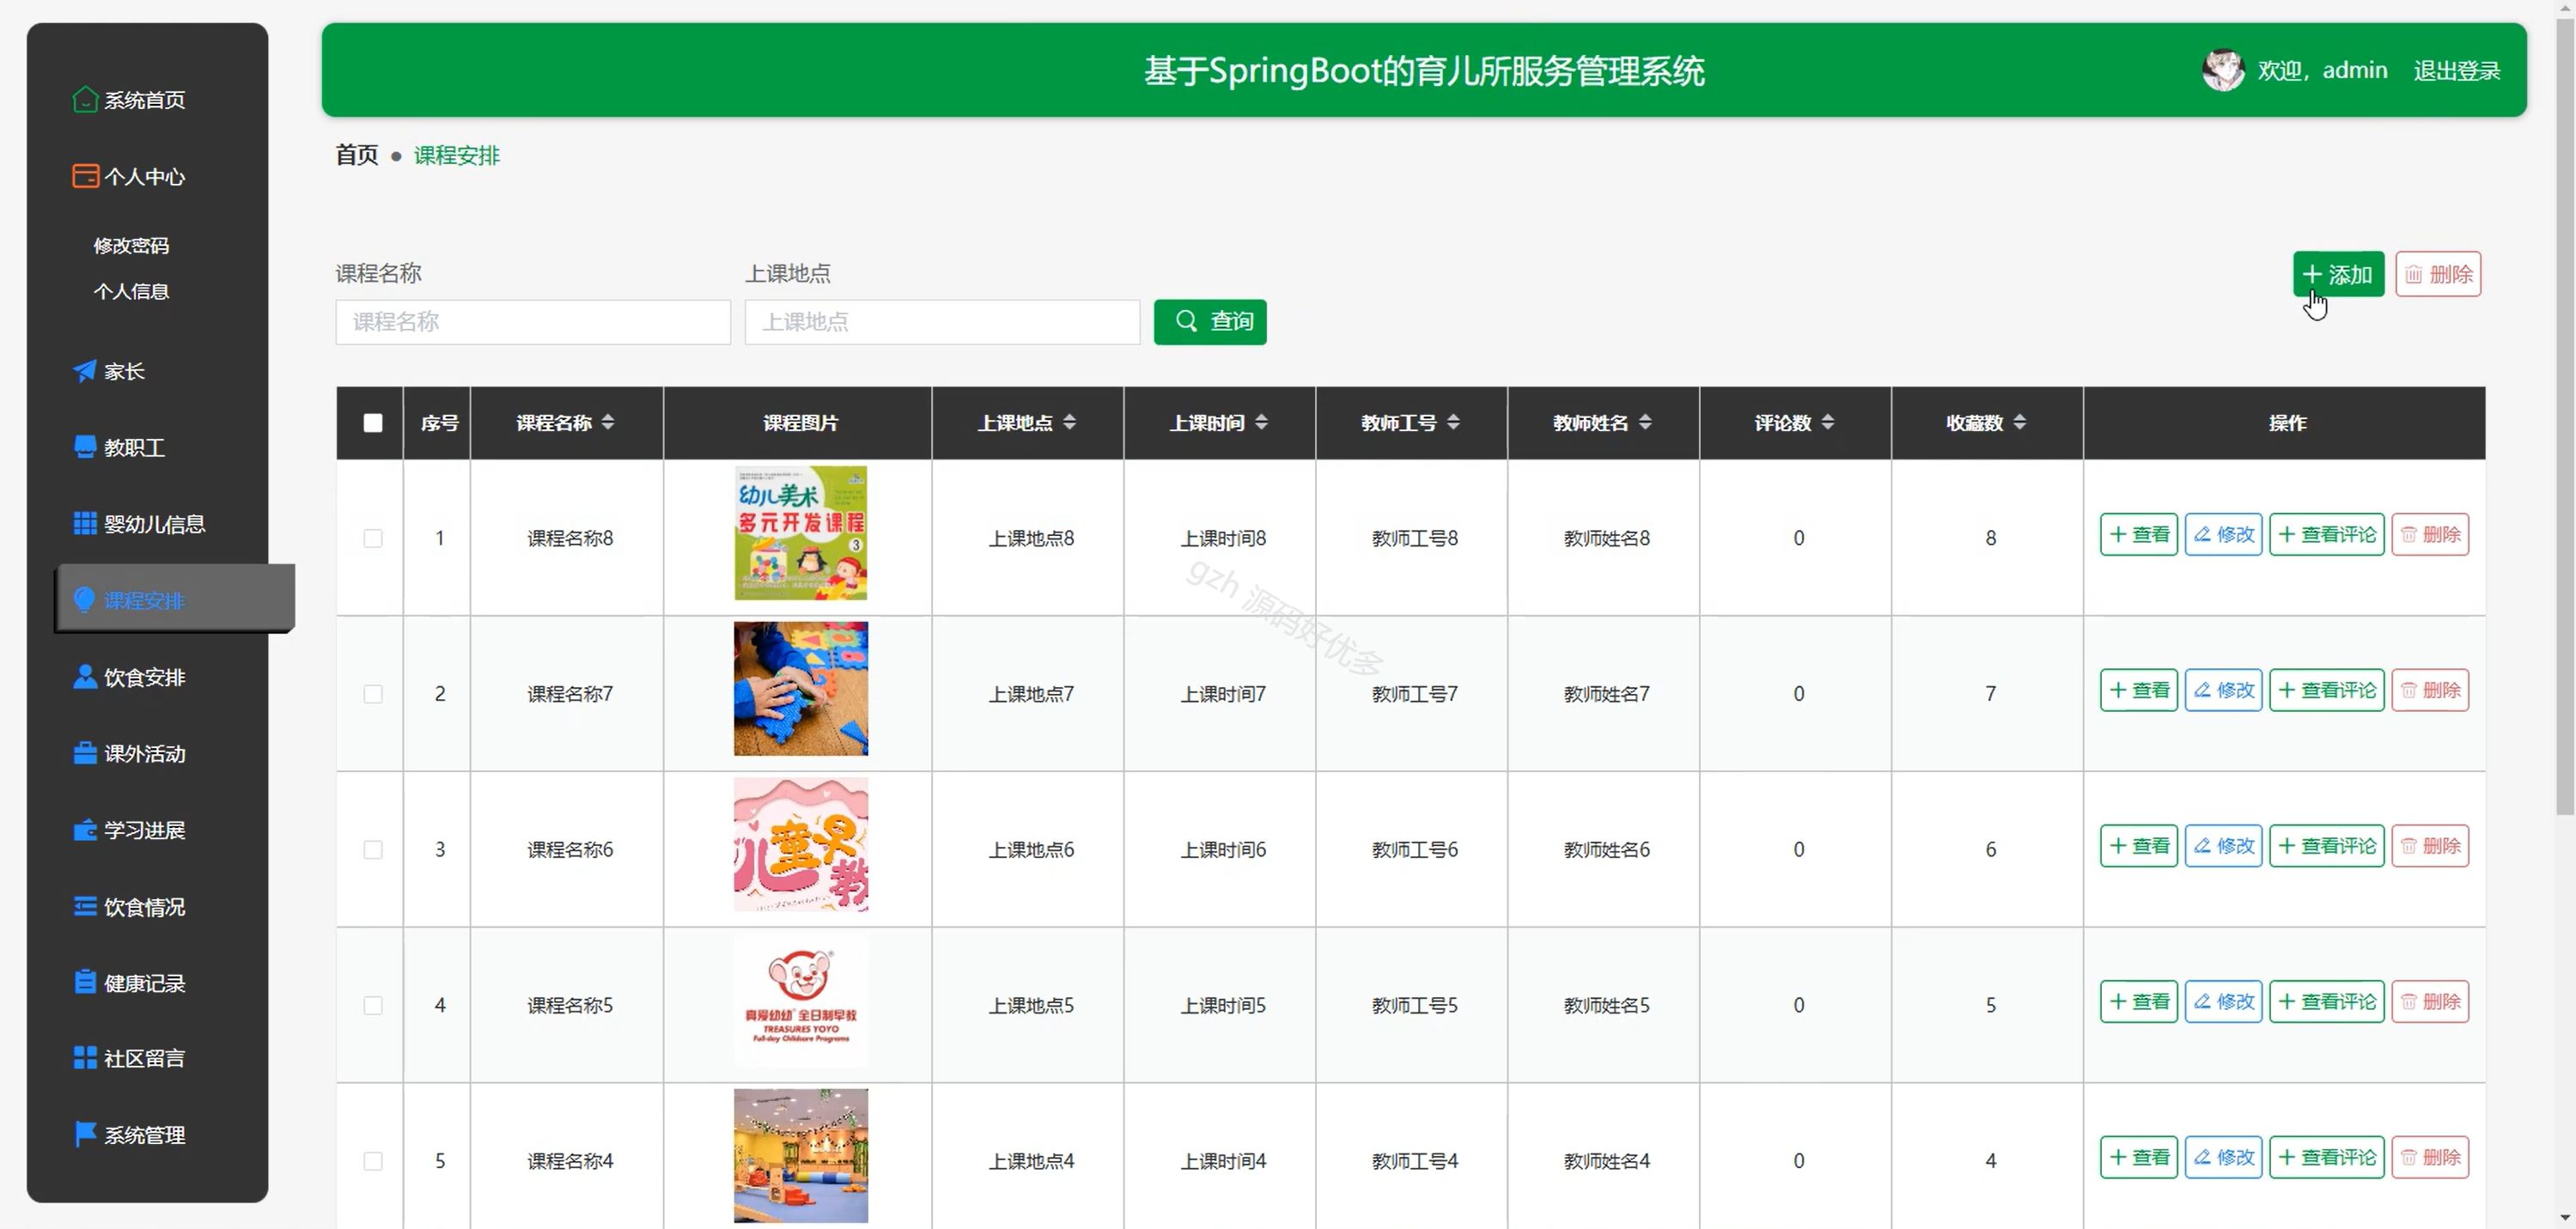 基于SpringBoot的育儿所服务管理系统
欢迎，admin 退出登录
系统首页
个人中心
修改密码
个人信息
家长
教职工
婴幼儿信息
课程安排
饮食安排
课外活动
学习进展
饮食情况
健康记录
社区留言
系统管理
首页 ● 课程安排
课程名称 上课地点
课程名称 上课地点 查询
添加 删除
序号 课程名称 课程图片 上课地点 上课时间 教师工号 教师姓名 评论数 收藏数 操作
幼儿美术
多元开发课程
3
1 课程名称8 上课地点8 上课时间8 教师工号8 教师姓名8 0 8 查看 修改 查看评论 删除
2 课程名称7 上课地点7 上课时间7 教师工号7 教师姓名7 0 7 查看 修改 查看评论 删除
儿童早教
3 课程名称6 上课地点6 上课时间6 教师工号6 教师姓名6 0 6 查看 修改 查看评论 删除
真爱幼幼 全日制早教
TREASURES YOYO
Full-day Childcare Programs
4 课程名称5 上课地点5 上课时间5 教师工号5 教师姓名5 0 5 查看 修改 查看评论 删除
5 课程名称4 上课地点4 上课时间4 教师工号4 教师姓名4 0 4 查看 修改 查看评论 删除
gzh 源码好优多